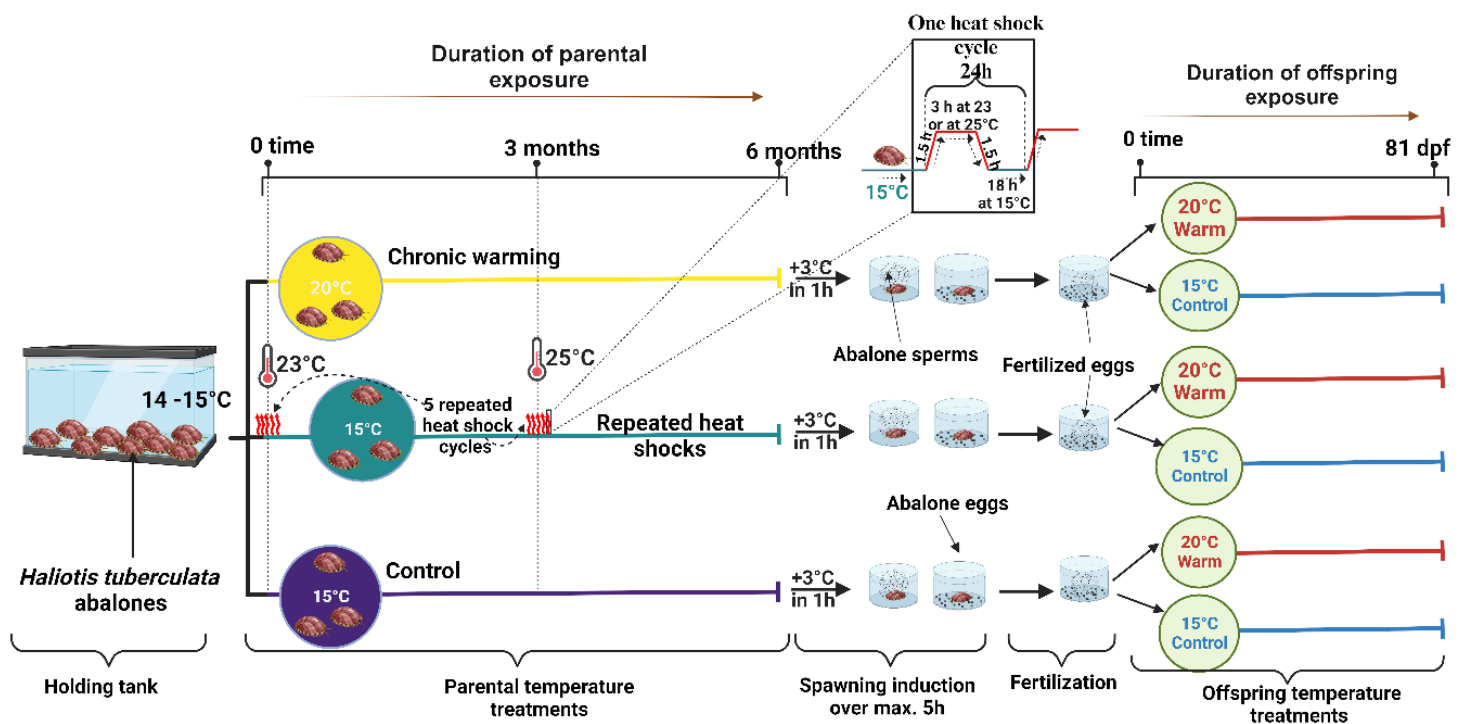 Duration of parental
exposure
0 time
3 months
6 months
One heat shock
cycle
24h
3 h at 23
or at 25°C
1.5 h
1.5 h
15°C
18 h
at 15°C
Duration of offspring
exposure
0 time
81 dpf
14 -15°C
Haliotis tuberculata
abalones
Chronic warming
20°C
23°C
25°C
15°C
5 repeated
heat shock
cycles
Repeated heat
shocks
Control
15°C
+3°C
in 1h
+3°C
in 1h
+3°C
in 1h
Abalone sperms
Abalone eggs
Fertilized eggs
20°C
Warm
15°C
Control
20°C
Warm
15°C
Control
20°C
Warm
15°C
Control
Holding tank
Parental temperature
treatments
Spawning induction
over max. 5h
Fertilization
Offspring temperature
treatments